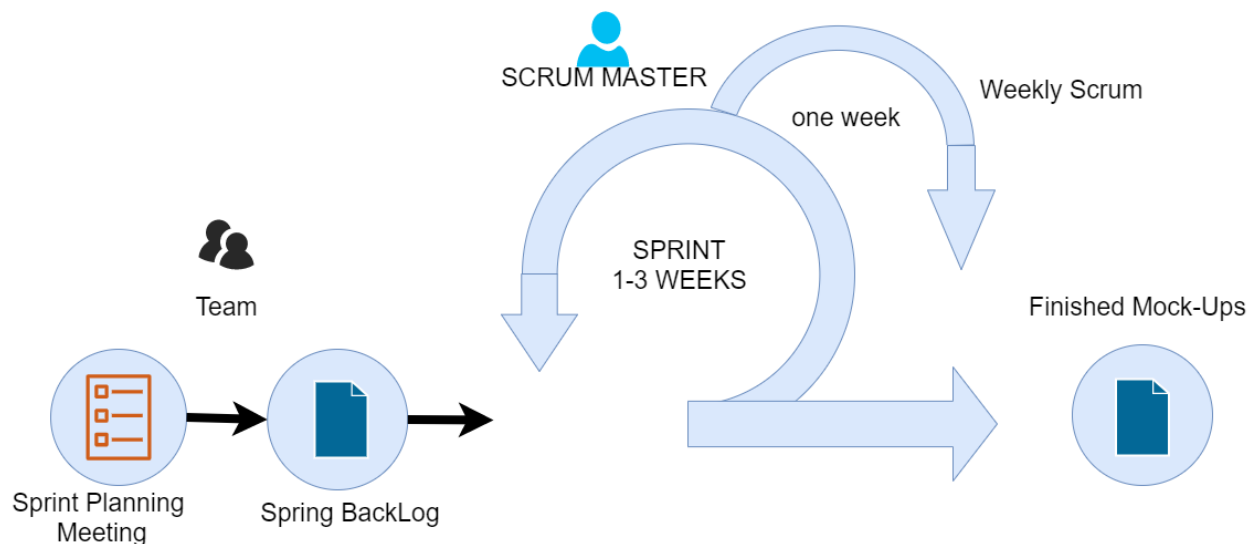 SCRUM MASTER
Weekly Scrum
one week
SPRINT
1-3 WEEKS
Team
Finished Mock-Ups
Sprint Planning
Meeting
Spring BackLog